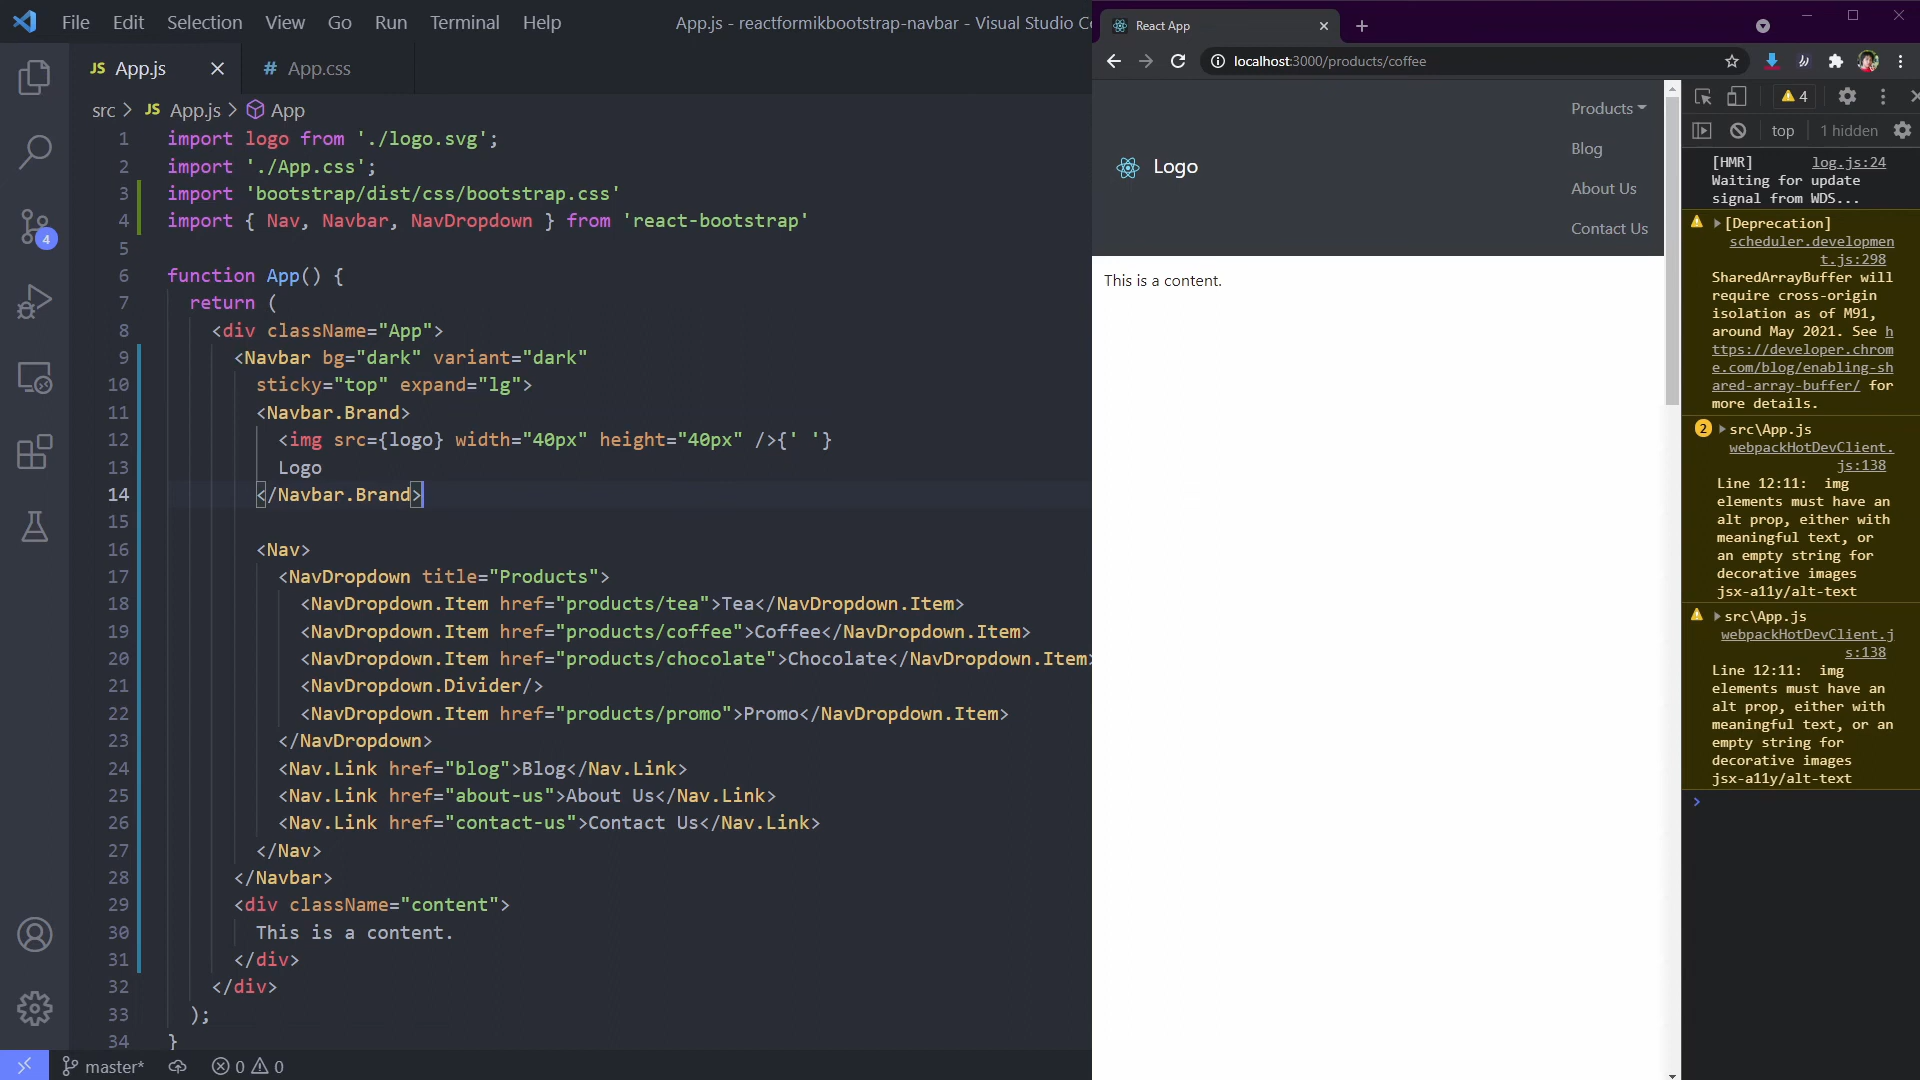 File Edit Selection View Go Run Terminal Help
App.js - reactformikbootstrap-navbar - Visual Studio Co
JS App.js
# App.css
src > JS App.js > App
1 import logo from './logo.svg';
2 import './App.css';
3 import 'bootstrap/dist/css/bootstrap.css'
4 import { Nav, Navbar, NavDropdown } from 'react-bootstrap'
5
6 function App() {
7 return (
8 <div className="App">
9 <Navbar bg="dark" variant="dark"
10 sticky="top" expand="lg">
11 <Navbar.Brand>
12 <img src={logo} width="40px" height="40px" />{' '}
13 Logo
14 </Navbar.Brand>
15
16 <Nav>
17 <NavDropdown title="Products">
18 <NavDropdown.Item href="products/tea">Tea</NavDropdown.Item>
19 <NavDropdown.Item href="products/coffee">Coffee</NavDropdown.Item>
20 <NavDropdown.Item href="products/chocolate">Chocolate</NavDropdown.Item>
21 <NavDropdown.Divider/>
22 <NavDropdown.Item href="products/promo">Promo</NavDropdown.Item>
23 </NavDropdown>
24 <Nav.Link href="blog">Blog</Nav.Link>
25 <Nav.Link href="about-us">About Us</Nav.Link>
26 <Nav.Link href="contact-us">Contact Us</Nav.Link>
27 </Nav>
28 </Navbar>
29 <div className="content">
30 This is a content.
31 </div>
32 </div>
33 );
34 }
4
master* 0 0
React App
localhost:3000/products/coffee
Logo
Products
Blog
About Us
Contact Us
This is a content.
4
top 1 hidden
[HMR] log.js:24
Waiting for update
signal from WDS...
[Deprecation]
scheduler.developmen
t.js:298
SharedArrayBuffer will
require cross-origin
isolation as of M91,
around May 2021. See h
ttps://developer.chrom
e.com/blog/enabling-sh
ared-array-buffer/ for
more details.
2 src\App.js
webpackHotDevClient.
js:138
Line 12:11: img
elements must have an
alt prop, either with
meaningful text, or
an empty string for
decorative images
jsx-a11y/alt-text
src\App.js
webpackHotDevClient.j
s:138
Line 12:11: img
elements must have an
alt prop, either with
meaningful text, or an
empty string for
decorative images
jsx-a11y/alt-text